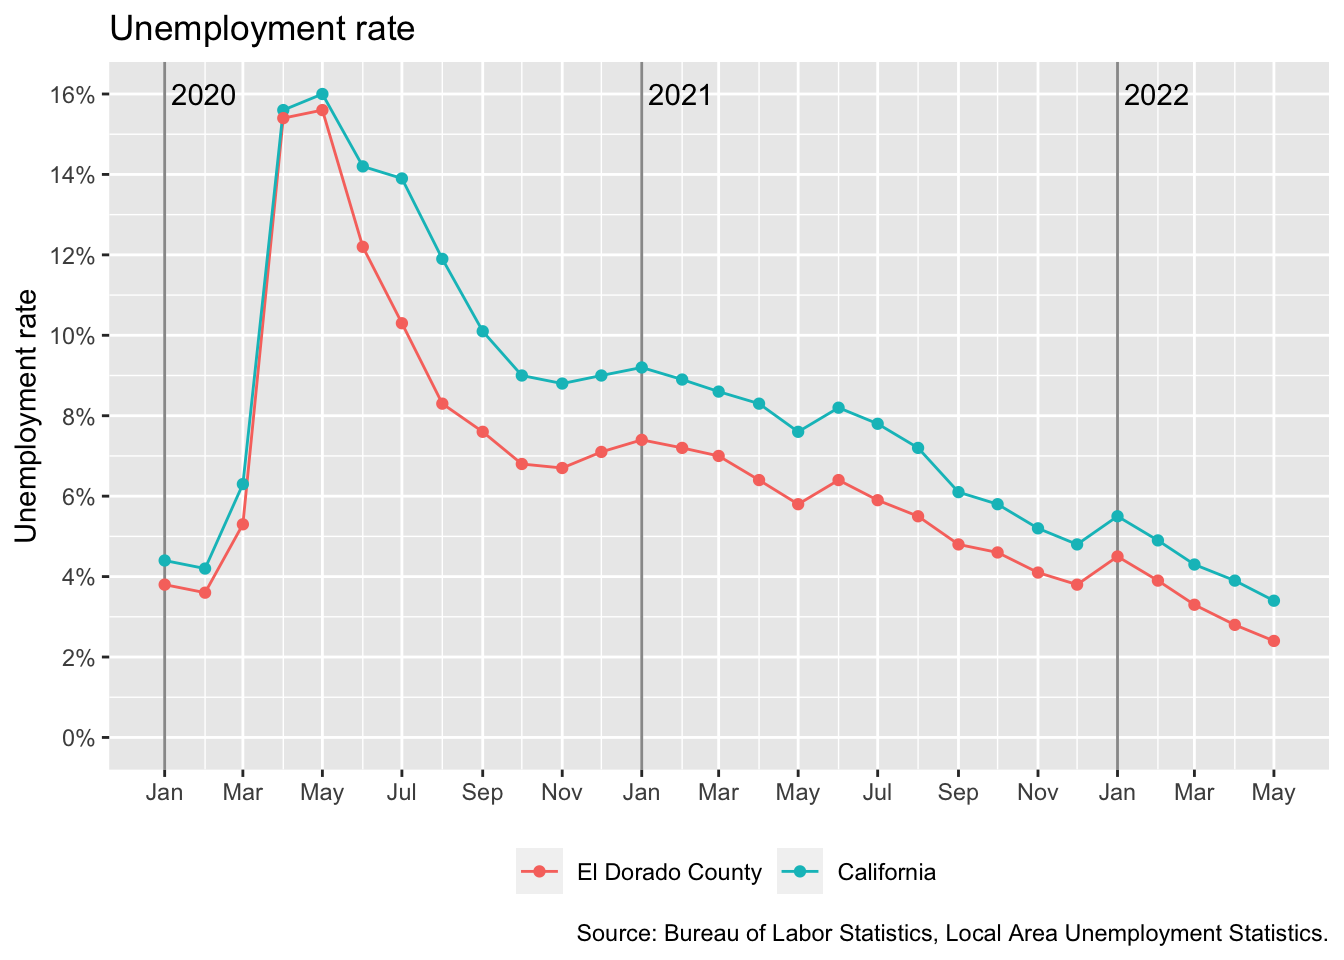 Unemployment rate
2020 2021 2022
16%
14%
12%
10%
8%
6%
4%
2%
0%
Unemployment rate
Jan Mar May Jul Sep Nov Jan Mar May Jul Sep Nov Jan Mar May
El Dorado County California
Source: Bureau of Labor Statistics, Local Area Unemployment Statistics.